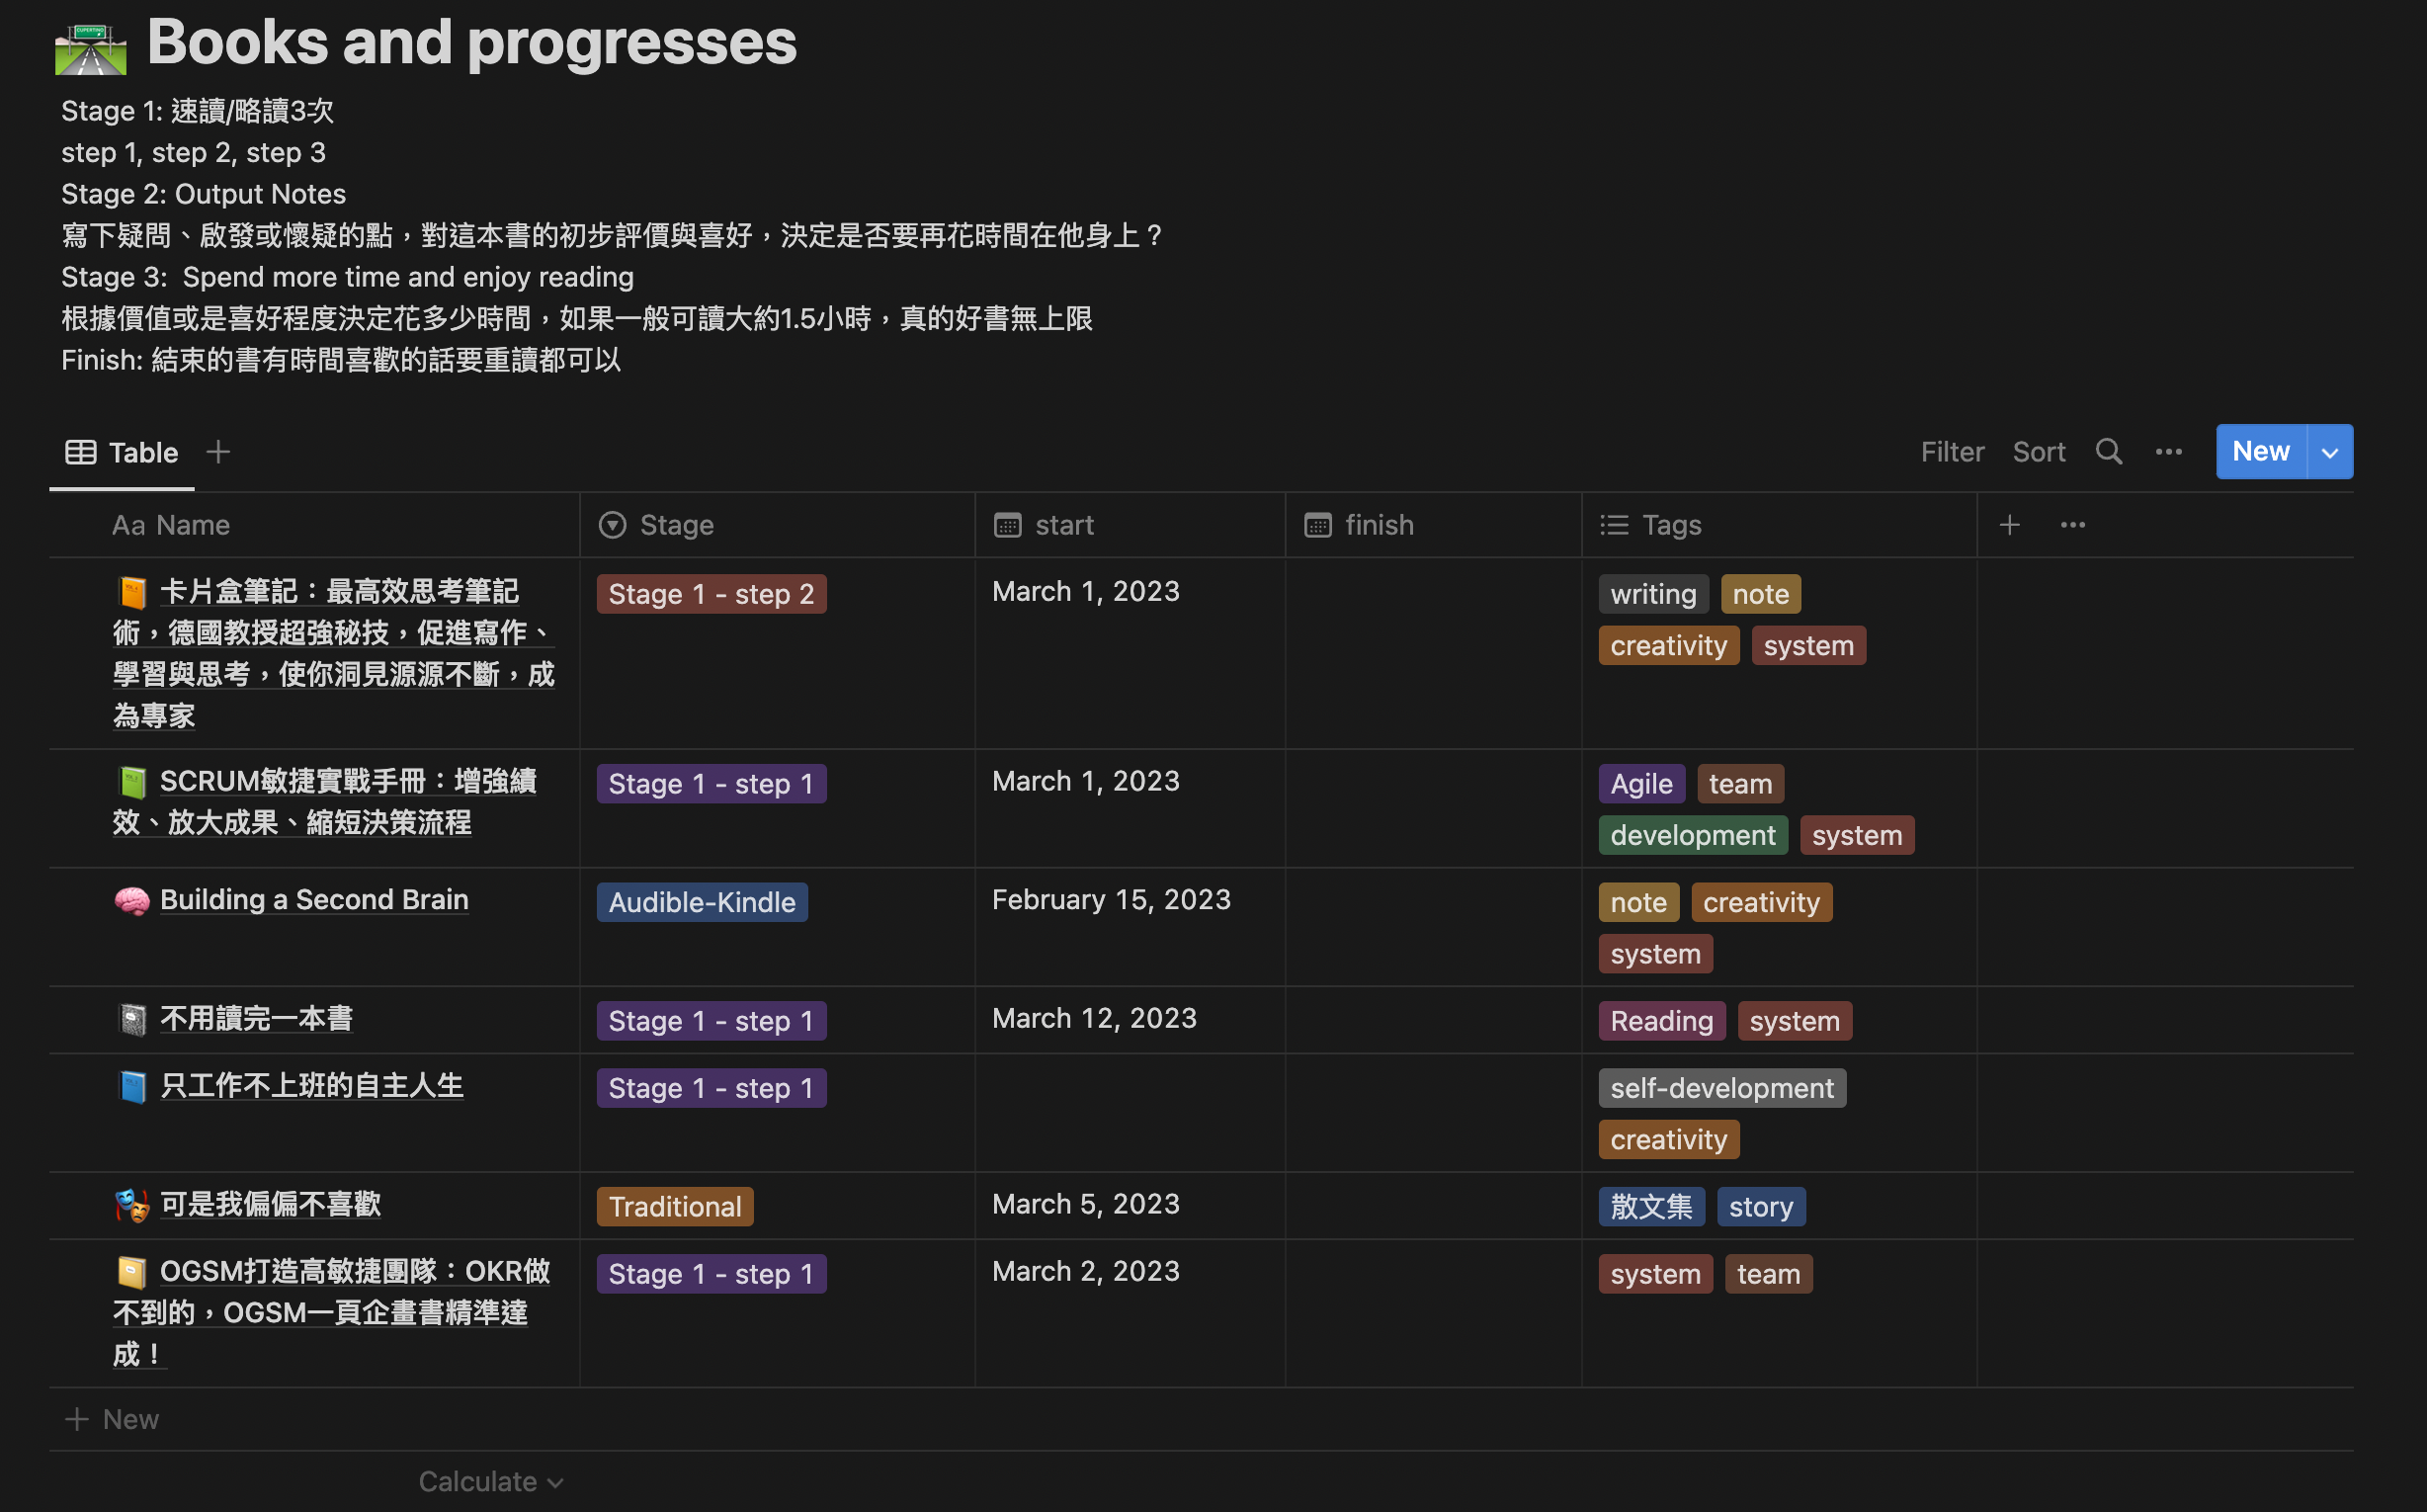 Books and progresses
Stage 1: 速讀/略讀3次
step 1, step 2, step 3
Stage 2: Output Notes
寫下疑問、啟發或懷疑的點，對這本書的初步評價與喜好，決定是否要再花時間在他身上？
Stage 3:  Spend more time and enjoy reading
根據價值或是喜好程度決定花多少時間，如果一般可讀大約1.5小時，真的好書無上限
Finish: 結束的書有時間喜歡的話要重讀都可以
Table
Filter Sort New
Aa Name Stage start finish Tags
卡片盒筆記：最高效思考筆記
術，德國教授超強秘技，促進寫作、
學習與思考，使你洞見源源不斷，成
為專家
Stage 1 - step 2
March 1, 2023
writing note
creativity system
SCRUM敏捷實戰手冊：增強績
效、放大成果、縮短決策流程
Stage 1 - step 1
March 1, 2023
Agile team
development system
Building a Second Brain
Audible-Kindle
February 15, 2023
note creativity
system
不用讀完一本書
Stage 1 - step 1
March 12, 2023
Reading system
只工作不上班的自主人生
Stage 1 - step 1
self-development
creativity
可是我偏偏不喜歡
Traditional
March 5, 2023
散文集 story
OGSM打造高敏捷團隊：OKR做
不到的，OGSM一頁企畫書精準達
成！
Stage 1 - step 1
March 2, 2023
system team
New
Calculate